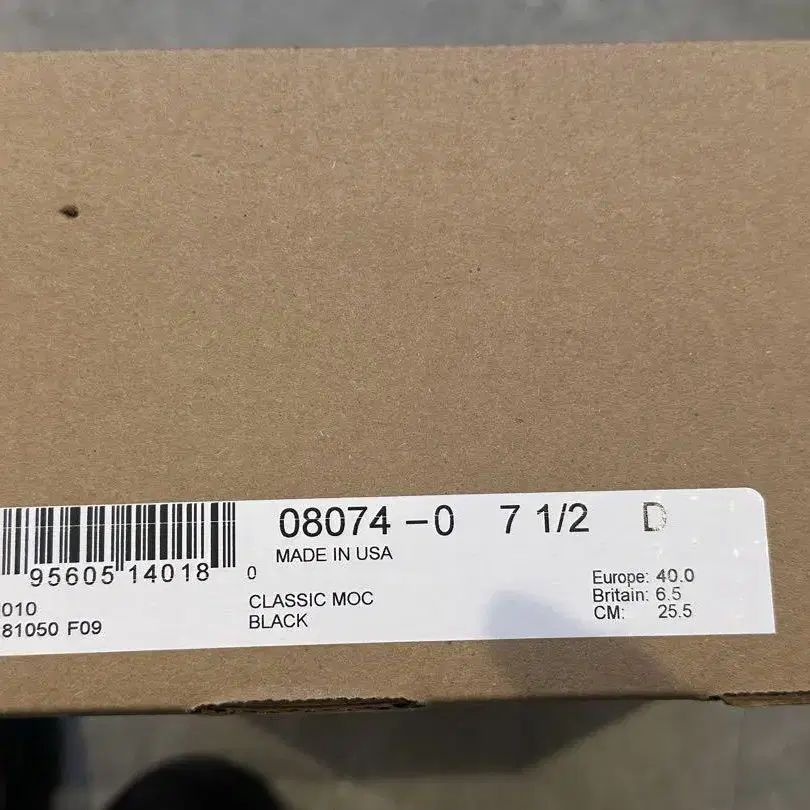 08074 – 0 7 1/2 D
MADE IN USA
95605 14018 0
010
81050 F09
CLASSIC MOC
BLACK
Europe: 40.0
Britain: 6.5
CM: 25.5